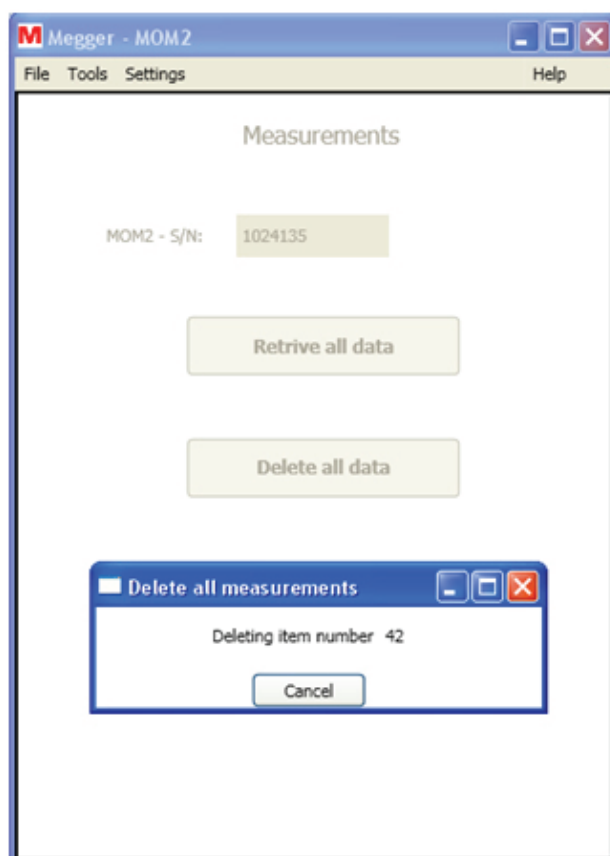 M Megger - MOM2
File Tools Settings Help
Measurements
MOM2 - S/N: 1024135
Retrive all data
Delete all data
Delete all measurements
Deleting item number 42
Cancel